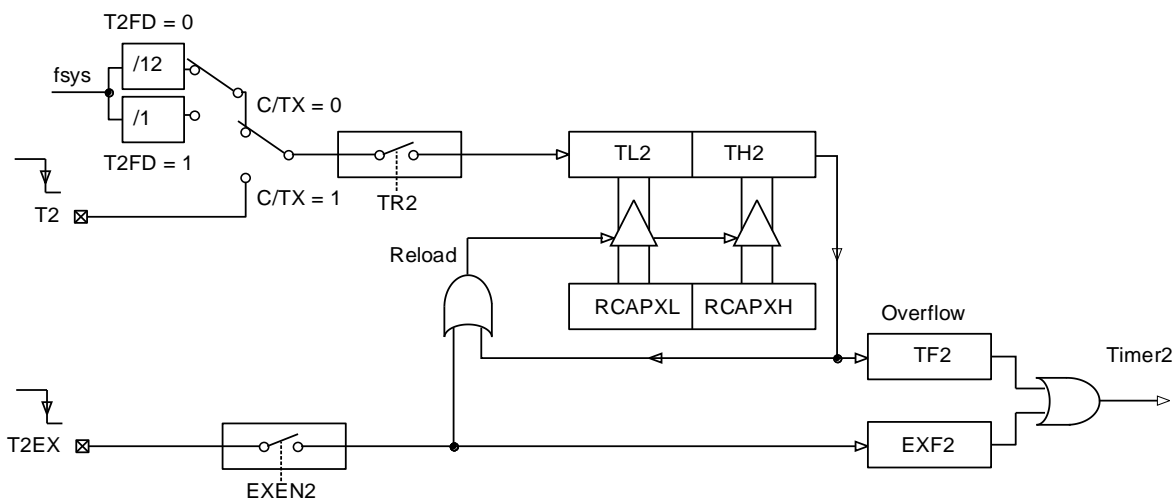 T2FD = 0
/12
fsys
C/TX = 0
/1
T2FD = 1
TL2
TH2
T2
C/TX = 1
TR2
Reload
RCAPXL
RCAPXH
Overflow
TF2
Timer2
T2EX
EXF2
EXEN2